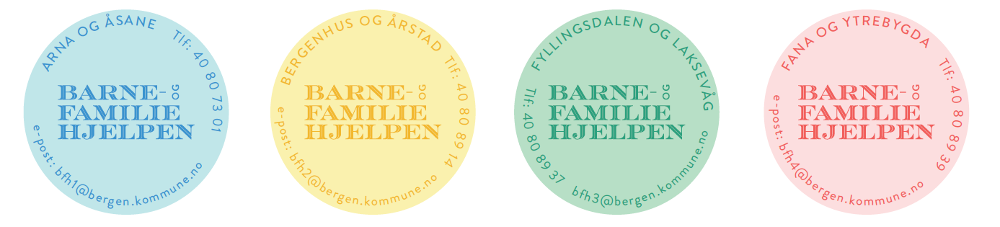 ARNA OG ÅSANE
Tlf: 40 80 73 01
BARNE- OG
FAMILIE
HJELPEN
e-post: bfh1@bergen.kommune.no
BERGENHUS OG ÅRSTAD
Tlf: 40 80 89 14
BARNE- OG
FAMILIE
HJELPEN
e-post: bfh2@bergen.kommune.no
FYLLINGSDALEN OG LAKSEVÅG
Tlf: 40 80 89 37
BARNE- OG
FAMILIE
HJELPEN
bfh3@bergen.kommune.no
FANA OG YTREBYGDA
Tlf: 40 80 89 39
BARNE- OG
FAMILIE
HJELPEN
e-post: bfh4@bergen.kommune.no